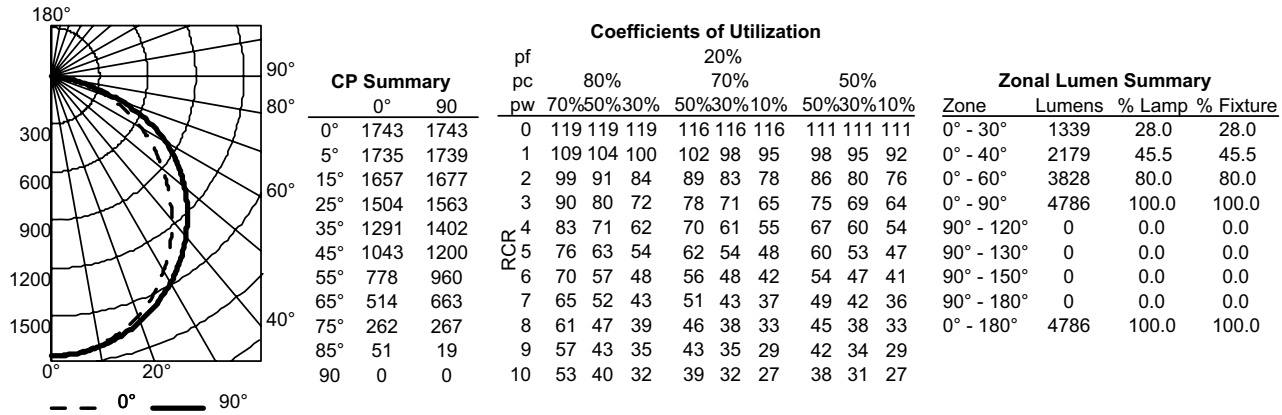 180°
90°
80°
60°
40°
300
600
900
1200
1500
0° 20°
0° 90°
CP Summary
0° 90
0° 1743 1743
5° 1735 1739
15° 1657 1677
25° 1504 1563
35° 1291 1402
45° 1043 1200
55° 778 960
65° 514 663
75° 262 267
85° 51 19
90 0 0
Coefficients of Utilization
pf 20%
pc 80% 70% 50%
pw 70%50%30% 50%30%10% 50%30%10%
RCR
0 119 119 119 116 116 116 111 111 111
1 109 104 100 102 98 95 98 95 92
2 99 91 84 89 83 78 86 80 76
3 90 80 72 78 71 65 75 69 64
4 83 71 62 70 61 55 67 60 54
5 76 63 54 62 54 48 60 53 47
6 70 57 48 56 48 42 54 47 41
7 65 52 43 51 43 37 49 42 36
8 61 47 39 46 38 33 45 38 33
9 57 43 35 43 35 29 42 34 29
10 53 40 32 39 32 27 38 31 27
Zonal Lumen Summary
Zone Lumens % Lamp % Fixture
0° - 30° 1339 28.0 28.0
0° - 40° 2179 45.5 45.5
0° - 60° 3828 80.0 80.0
0° - 90° 4786 100.0 100.0
90° - 120° 0 0.0 0.0
90° - 130° 0 0.0 0.0
90° - 150° 0 0.0 0.0
90° - 180° 0 0.0 0.0
0° - 180° 4786 100.0 100.0